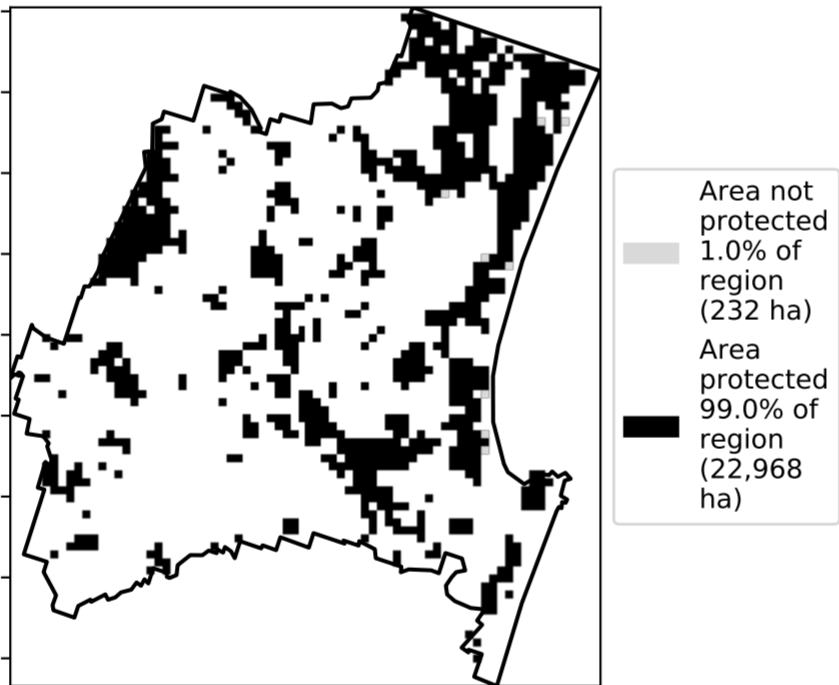 Area not
protected
1.0% of
region
(232 ha)
Area
protected
99.0% of
region
(22,968
ha)